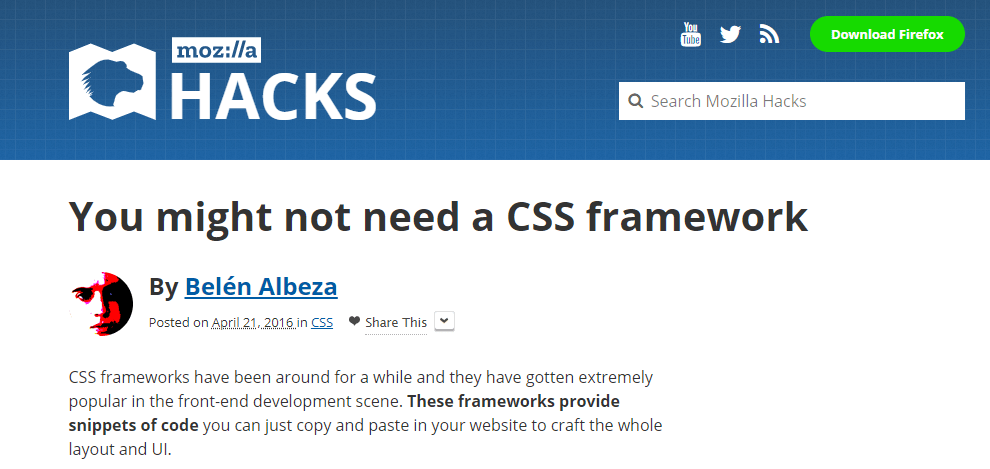 You
Tube
Download Firefox
moz://a
HACKS
Search Mozilla Hacks
You might not need a CSS framework
By Belén Albeza
Posted on April 21, 2016 in CSS Share This
CSS frameworks have been around for a while and they have gotten extremely
popular in the front-end development scene. These frameworks provide
snippets of code you can just copy and paste in your website to craft the whole
layout and UI.